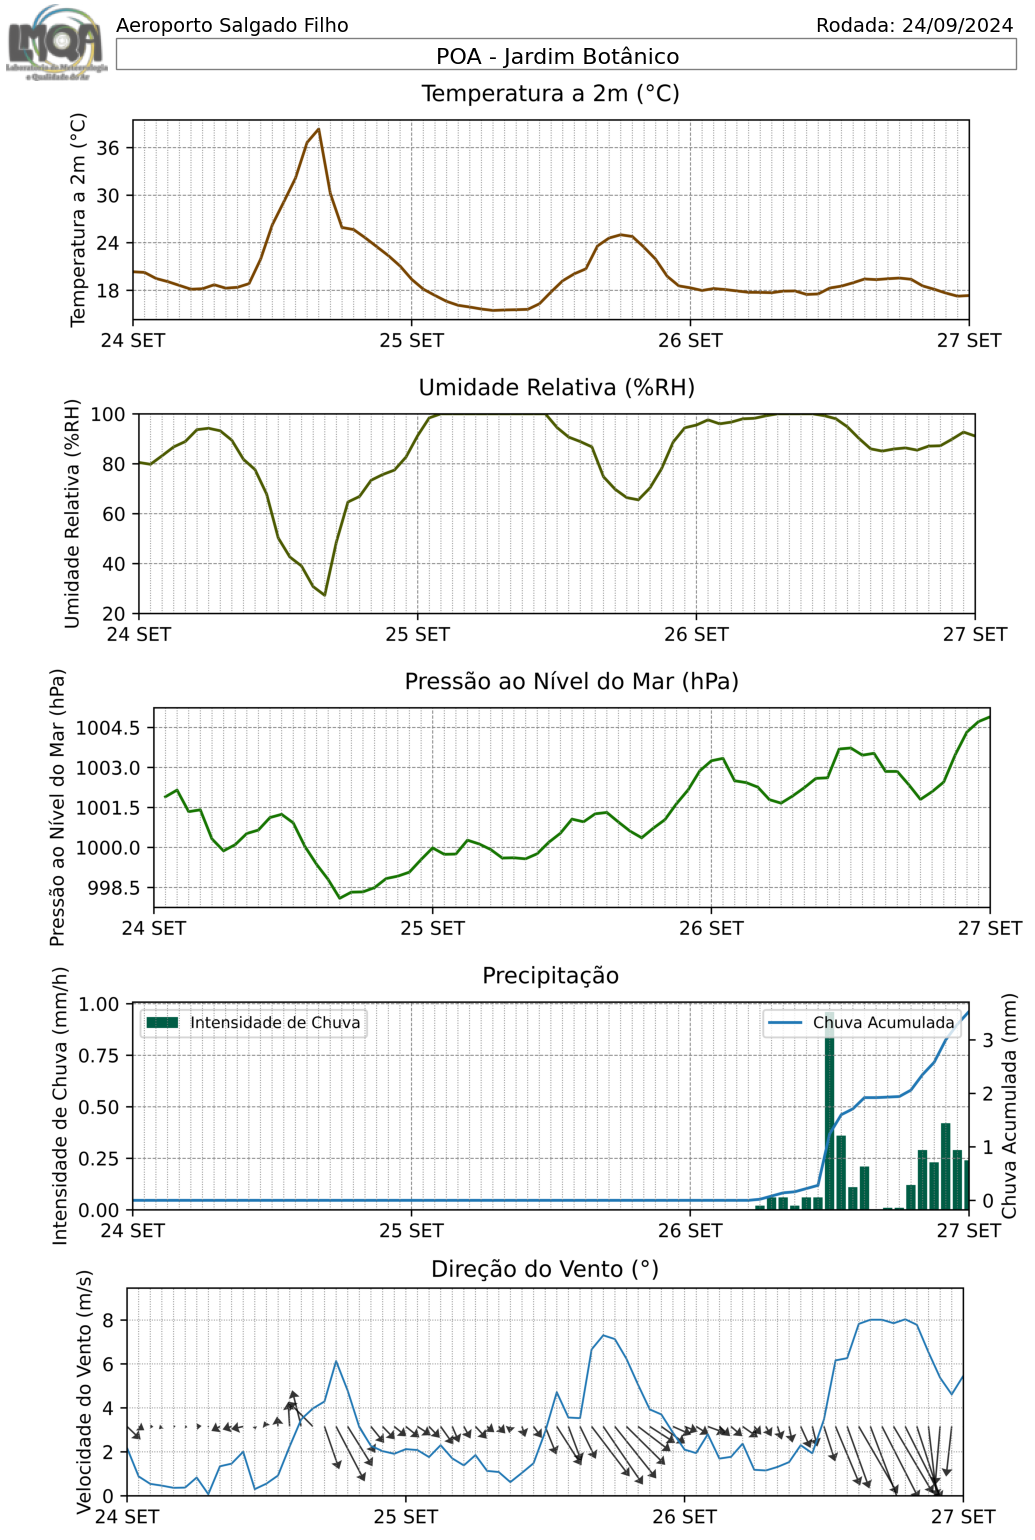 LMQA
Laboratório de Meteorologia
e Qualidade do Ar
Aeroporto Salgado Filho
Rodada: 24/09/2024
POA - Jardim Botânico
Temperatura a 2m (°C)
Temperatura a 2m (°C)
36
30
24
18
24 SET
25 SET
26 SET
27 SET
Umidade Relativa (%RH)
Umidade Relativa (%RH)
100
80
60
40
20
24 SET
25 SET
26 SET
27 SET
Pressão ao Nível do Mar (hPa)
Pressão ao Nível do Mar (hPa)
1004.5
1003.0
1001.5
1000.0
998.5
24 SET
25 SET
26 SET
27 SET
Precipitação
Intensidade de Chuva (mm/h)
1.00
0.75
0.50
0.25
0.00
Intensidade de Chuva
Chuva Acumulada
3
2
1
0
Chuva Acumulada (mm)
24 SET
25 SET
26 SET
27 SET
Direção do Vento (°)
Velocidade do Vento (m/s)
8
6
4
2
0
24 SET
25 SET
26 SET
27 SET